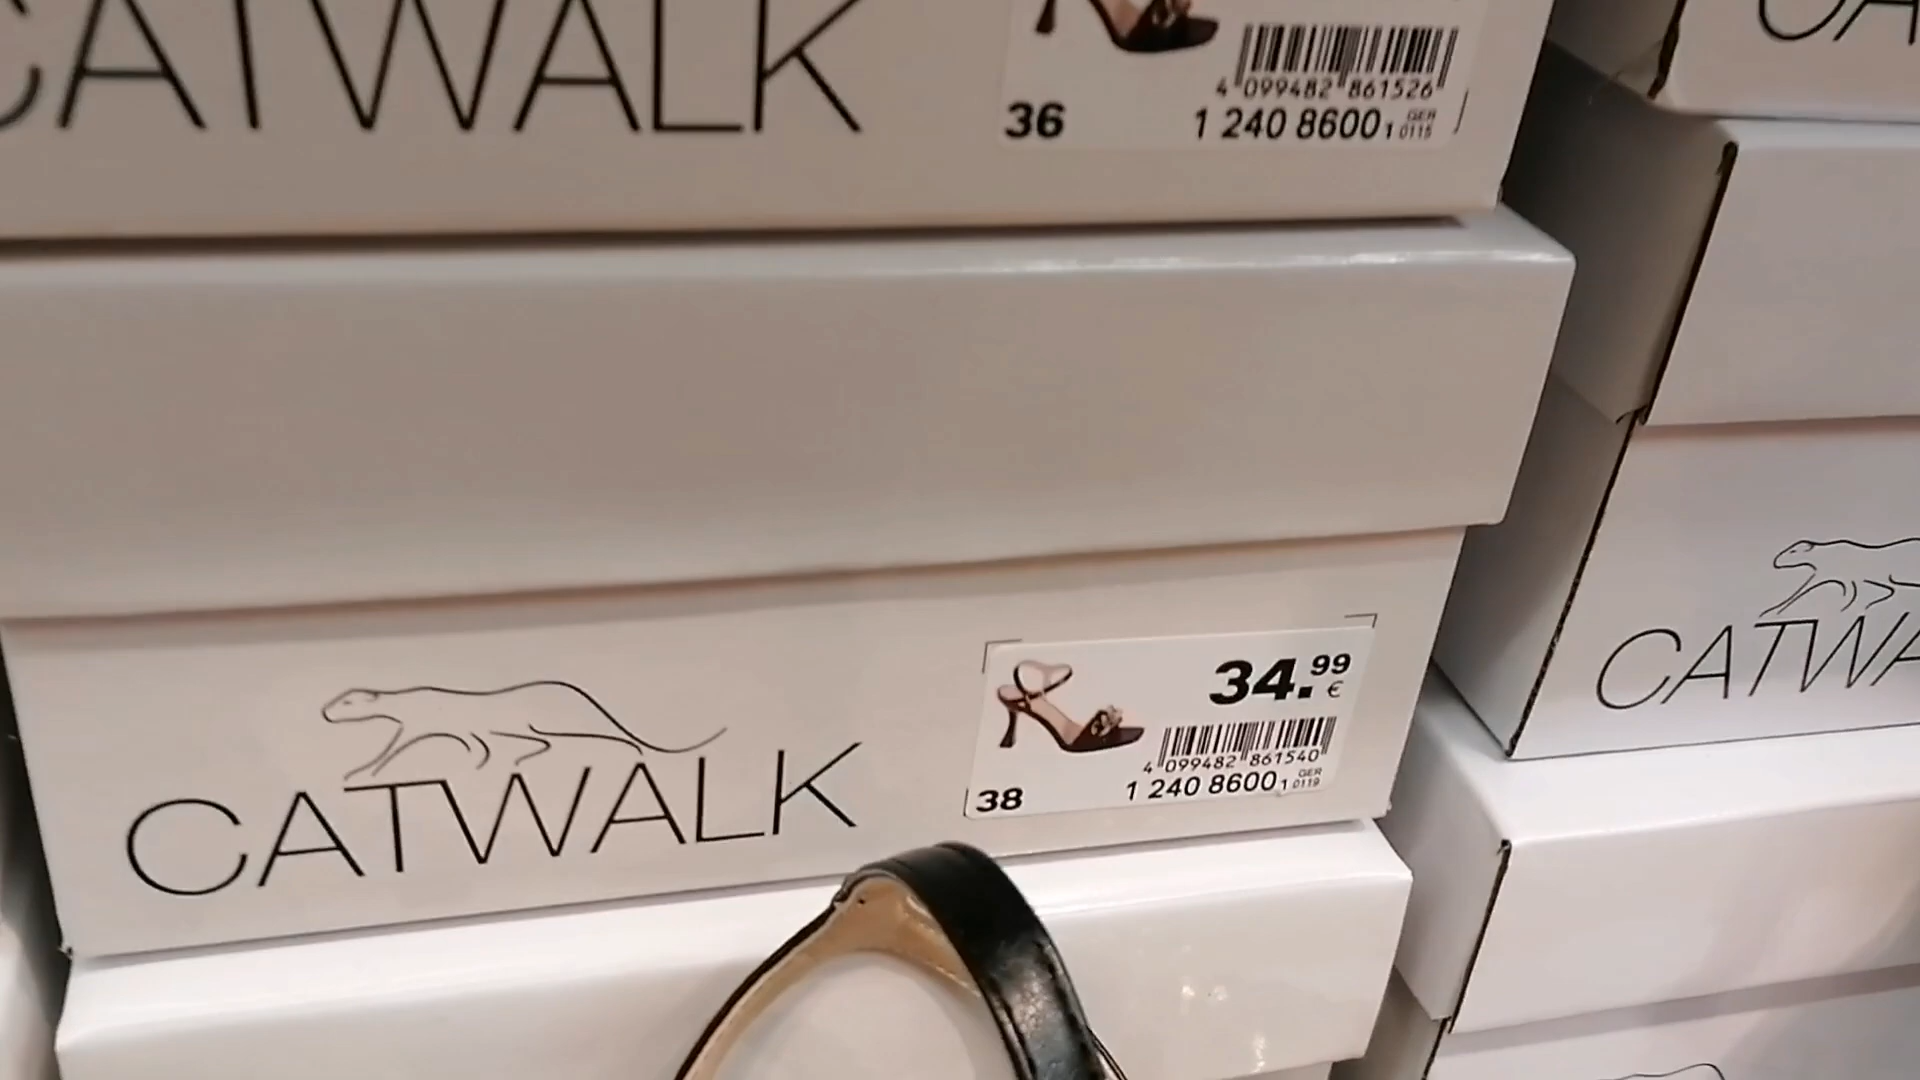 CATWALK
4 099482 861526
36
1 240 8600 1 GER 0115
CATWALK
34.99 €
4 099482 861540
38
1 240 8600 1 GER 0119
CATWA